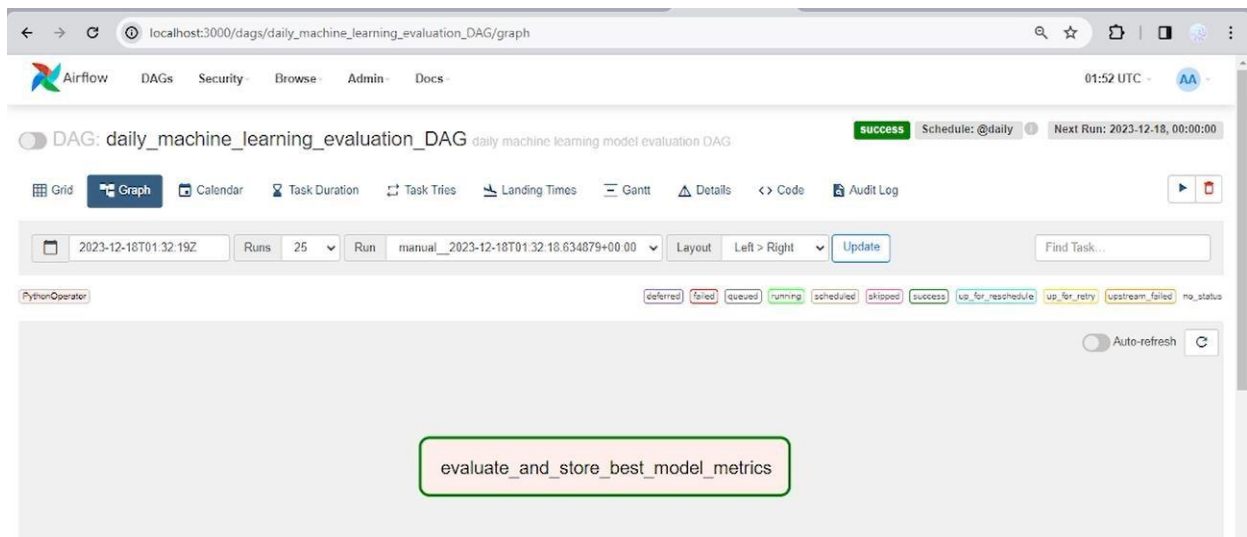 localhost:3000/dags/daily_machine_learning_evaluation_DAG/graph
Airflow DAGs Security Browse Admin Docs 01:52 UTC AA
DAG: daily_machine_learning_evaluation_DAG daily machine learning model evaluation DAG success Schedule: @daily Next Run: 2023-12-18, 00:00:00
Grid Graph Calendar Task Duration Task Tries Landing Times Gantt Details <> Code Audit Log
2023-12-18T01:32:19Z Runs 25 Run manual__2023-12-18T01:32:18.634879+00:00 Layout Left > Right Update Find Task...
PythonOperator deferred failed queued running scheduled skipped success up_for_reschedule up_for_retry upstream_failed no_status
Auto-refresh
evaluate_and_store_best_model_metrics